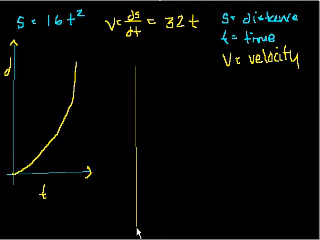 S = 16t²
V = ds/dt = 32t
S = distance
t = time
V = velocity
d
t